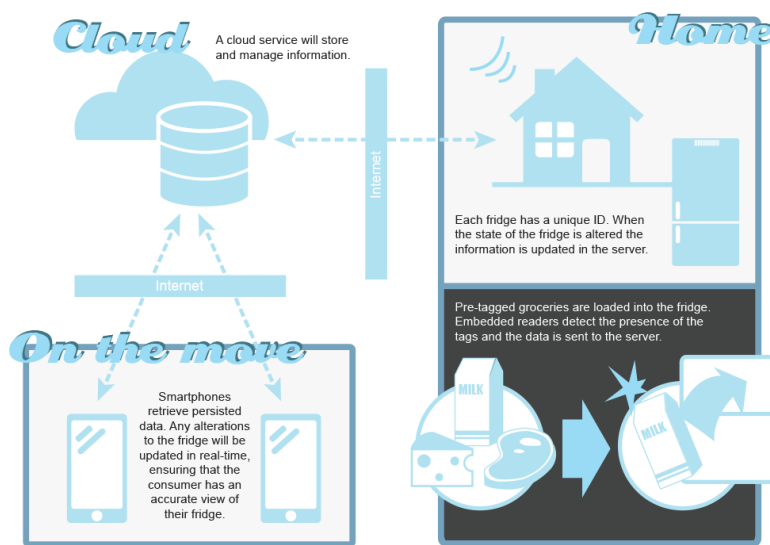 Cloud
A cloud service will store
and manage information.
Internet
Home
Each fridge has a unique ID. When
the state of the fridge is altered the
information is updated in the server.
Pre-tagged groceries are loaded into the fridge.
Embedded readers detect the presence of the
tags and the data is sent to the server.
MILK
MILK
Internet
On the move
Smartphones
retrieve persisted
data. Any alterations
to the fridge will be
updated in real-time,
ensuring that the
consumer has an
accurate view of
their fridge.